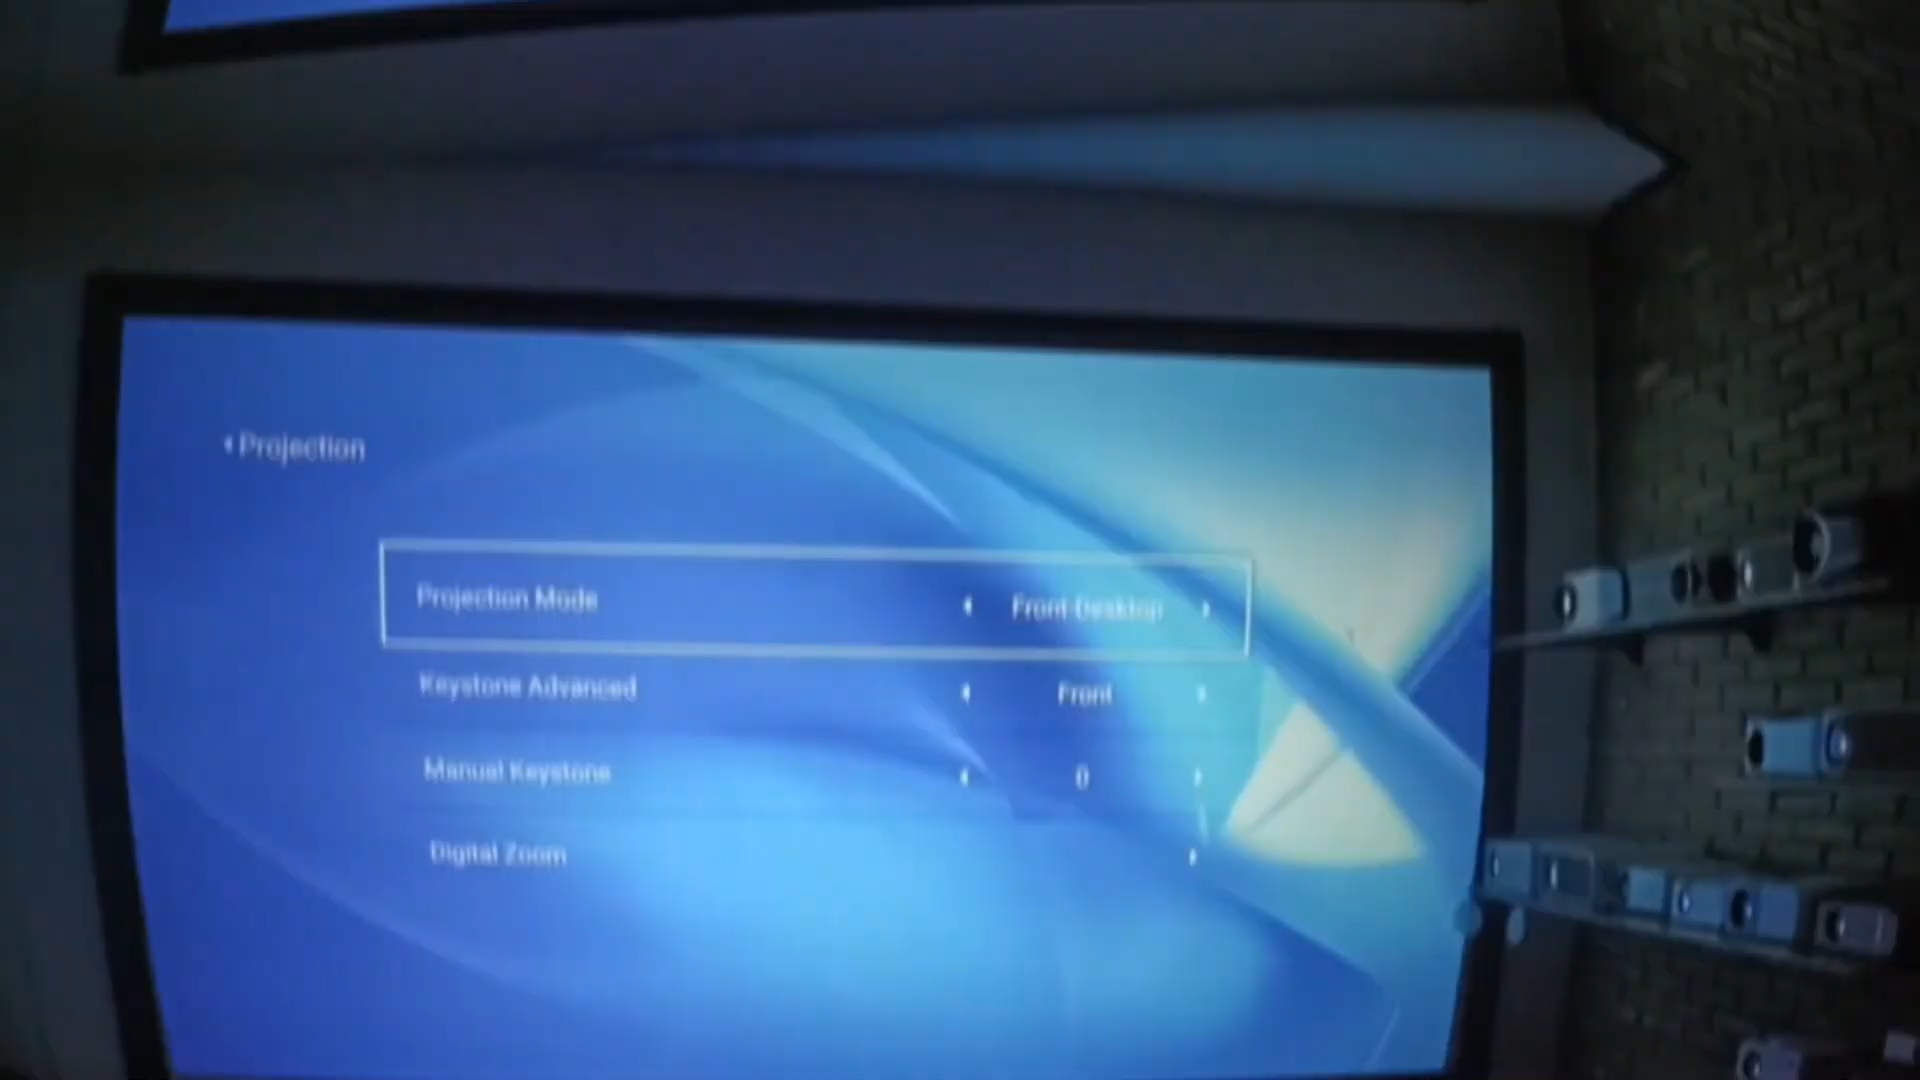 Projection
Projection Mode Front Desktop
Keystone Advanced Front
Manual Keystone 0
Digital Zoom